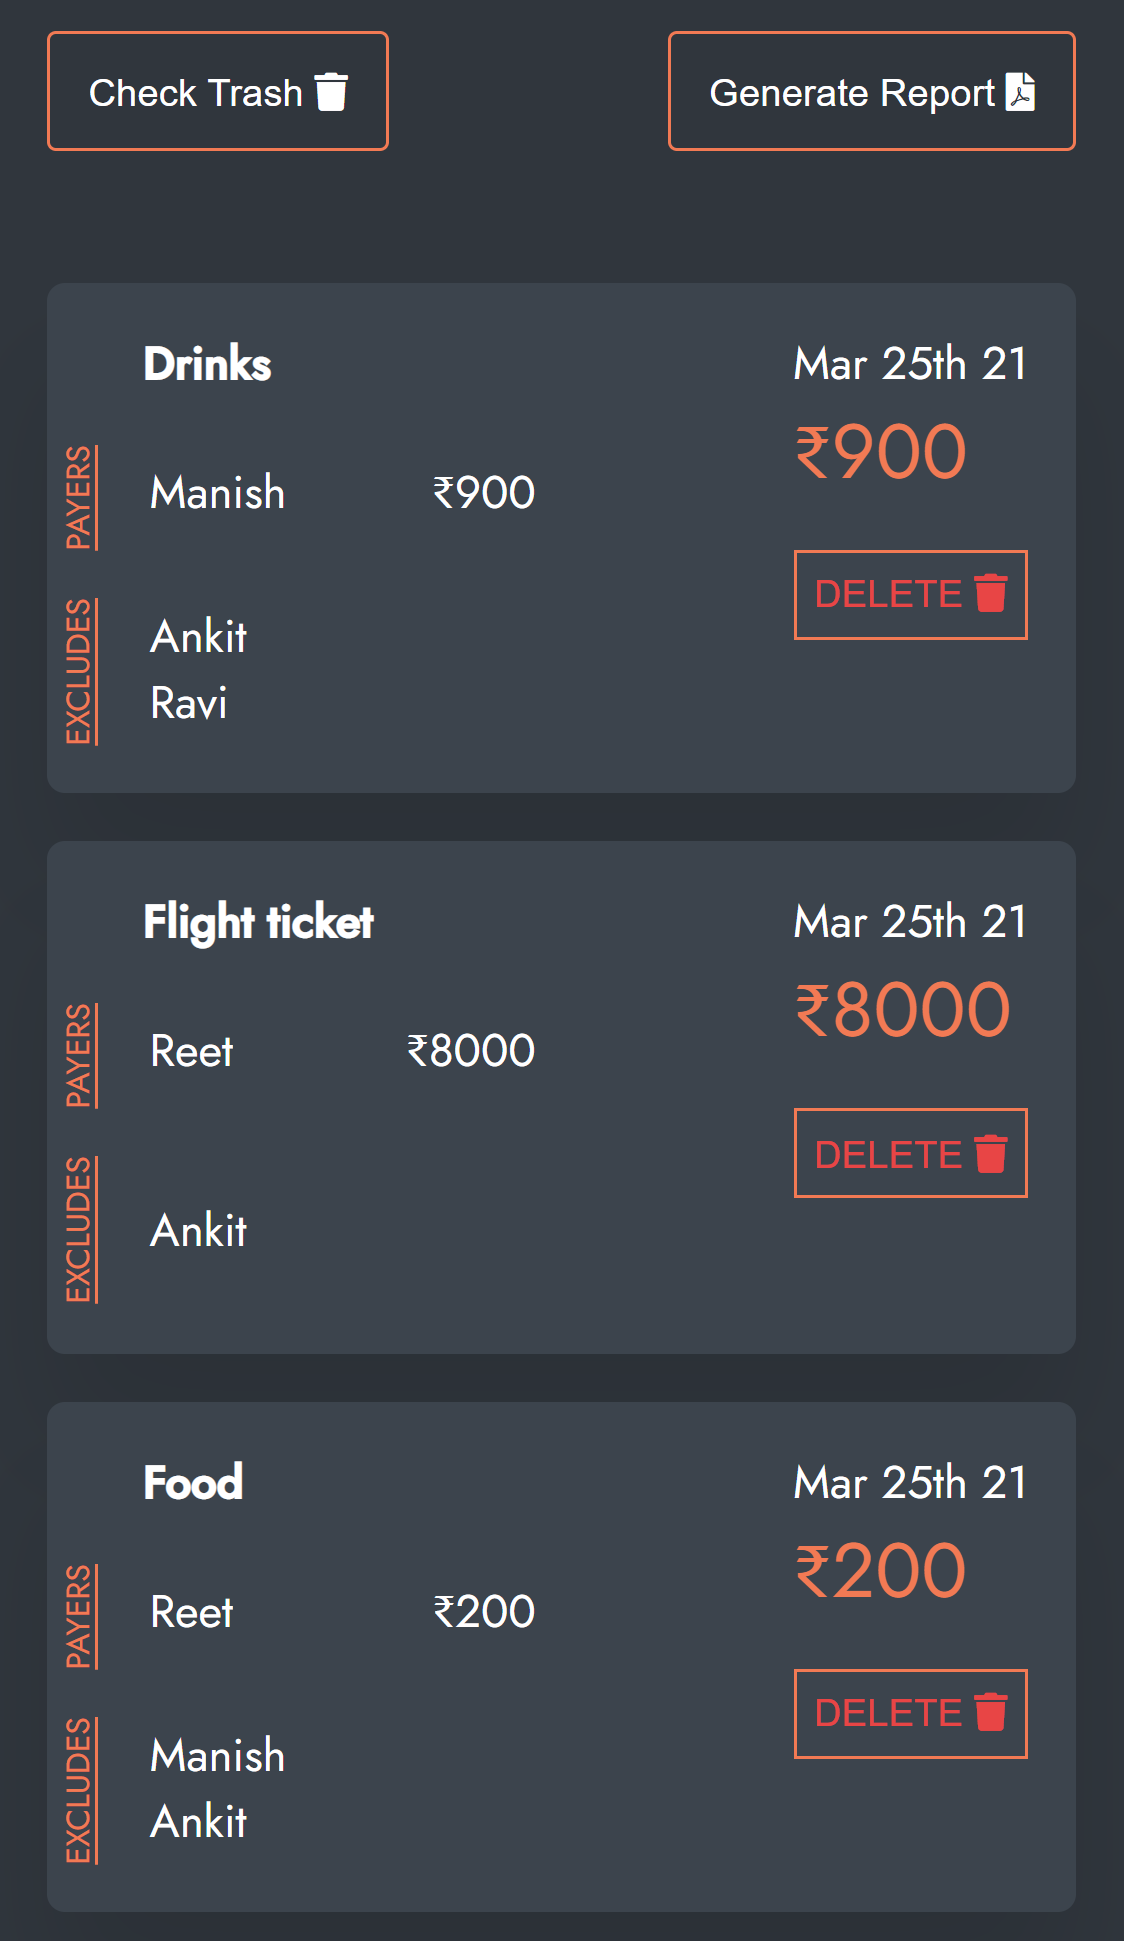 Check Trash
Generate Report
Drinks
Mar 25th 21
₹900
PAYERS
Manish ₹900
DELETE
EXCLUDES
Ankit
Ravi
Flight ticket
Mar 25th 21
₹8000
PAYERS
Reet ₹8000
DELETE
EXCLUDES
Ankit
Food
Mar 25th 21
₹200
PAYERS
Reet ₹200
DELETE
EXCLUDES
Manish
Ankit